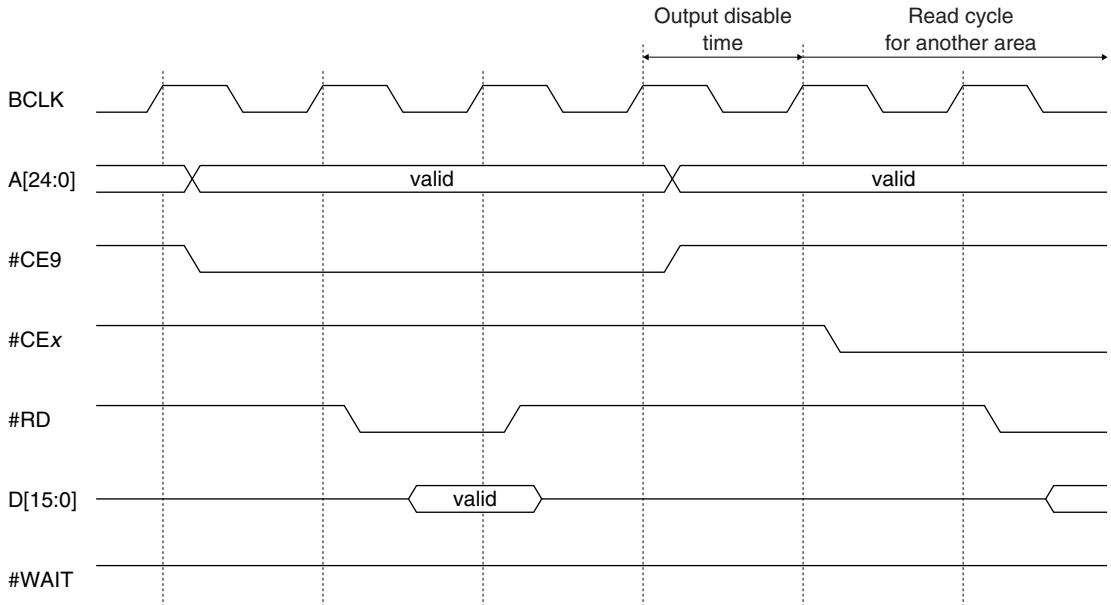 Output disable
time
Read cycle
for another area
BCLK
A[24:0]
valid
valid
#CE9
#CEx
#RD
D[15:0]
valid
#WAIT